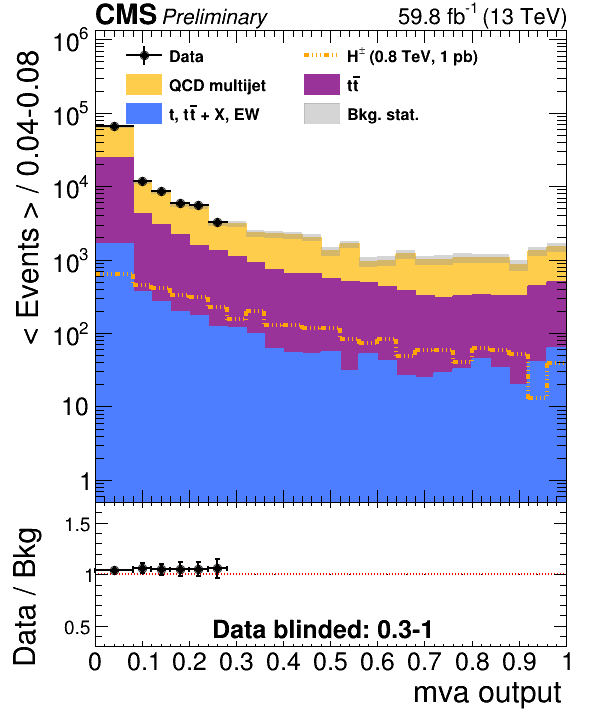 CMS Preliminary 59.8 fb⁻¹ (13 TeV)
< Events > / 0.04-0.08
10⁶
10⁵
10⁴
10³
10²
10
1
Data
H± (0.8 TeV, 1 pb)
QCD multijet
tt̄
t, tt̄ + X, EW
Bkg. stat.
Data / Bkg
1.5
1
0.5
Data blinded: 0.3-1
0 0.1 0.2 0.3 0.4 0.5 0.6 0.7 0.8 0.9 1
mva output